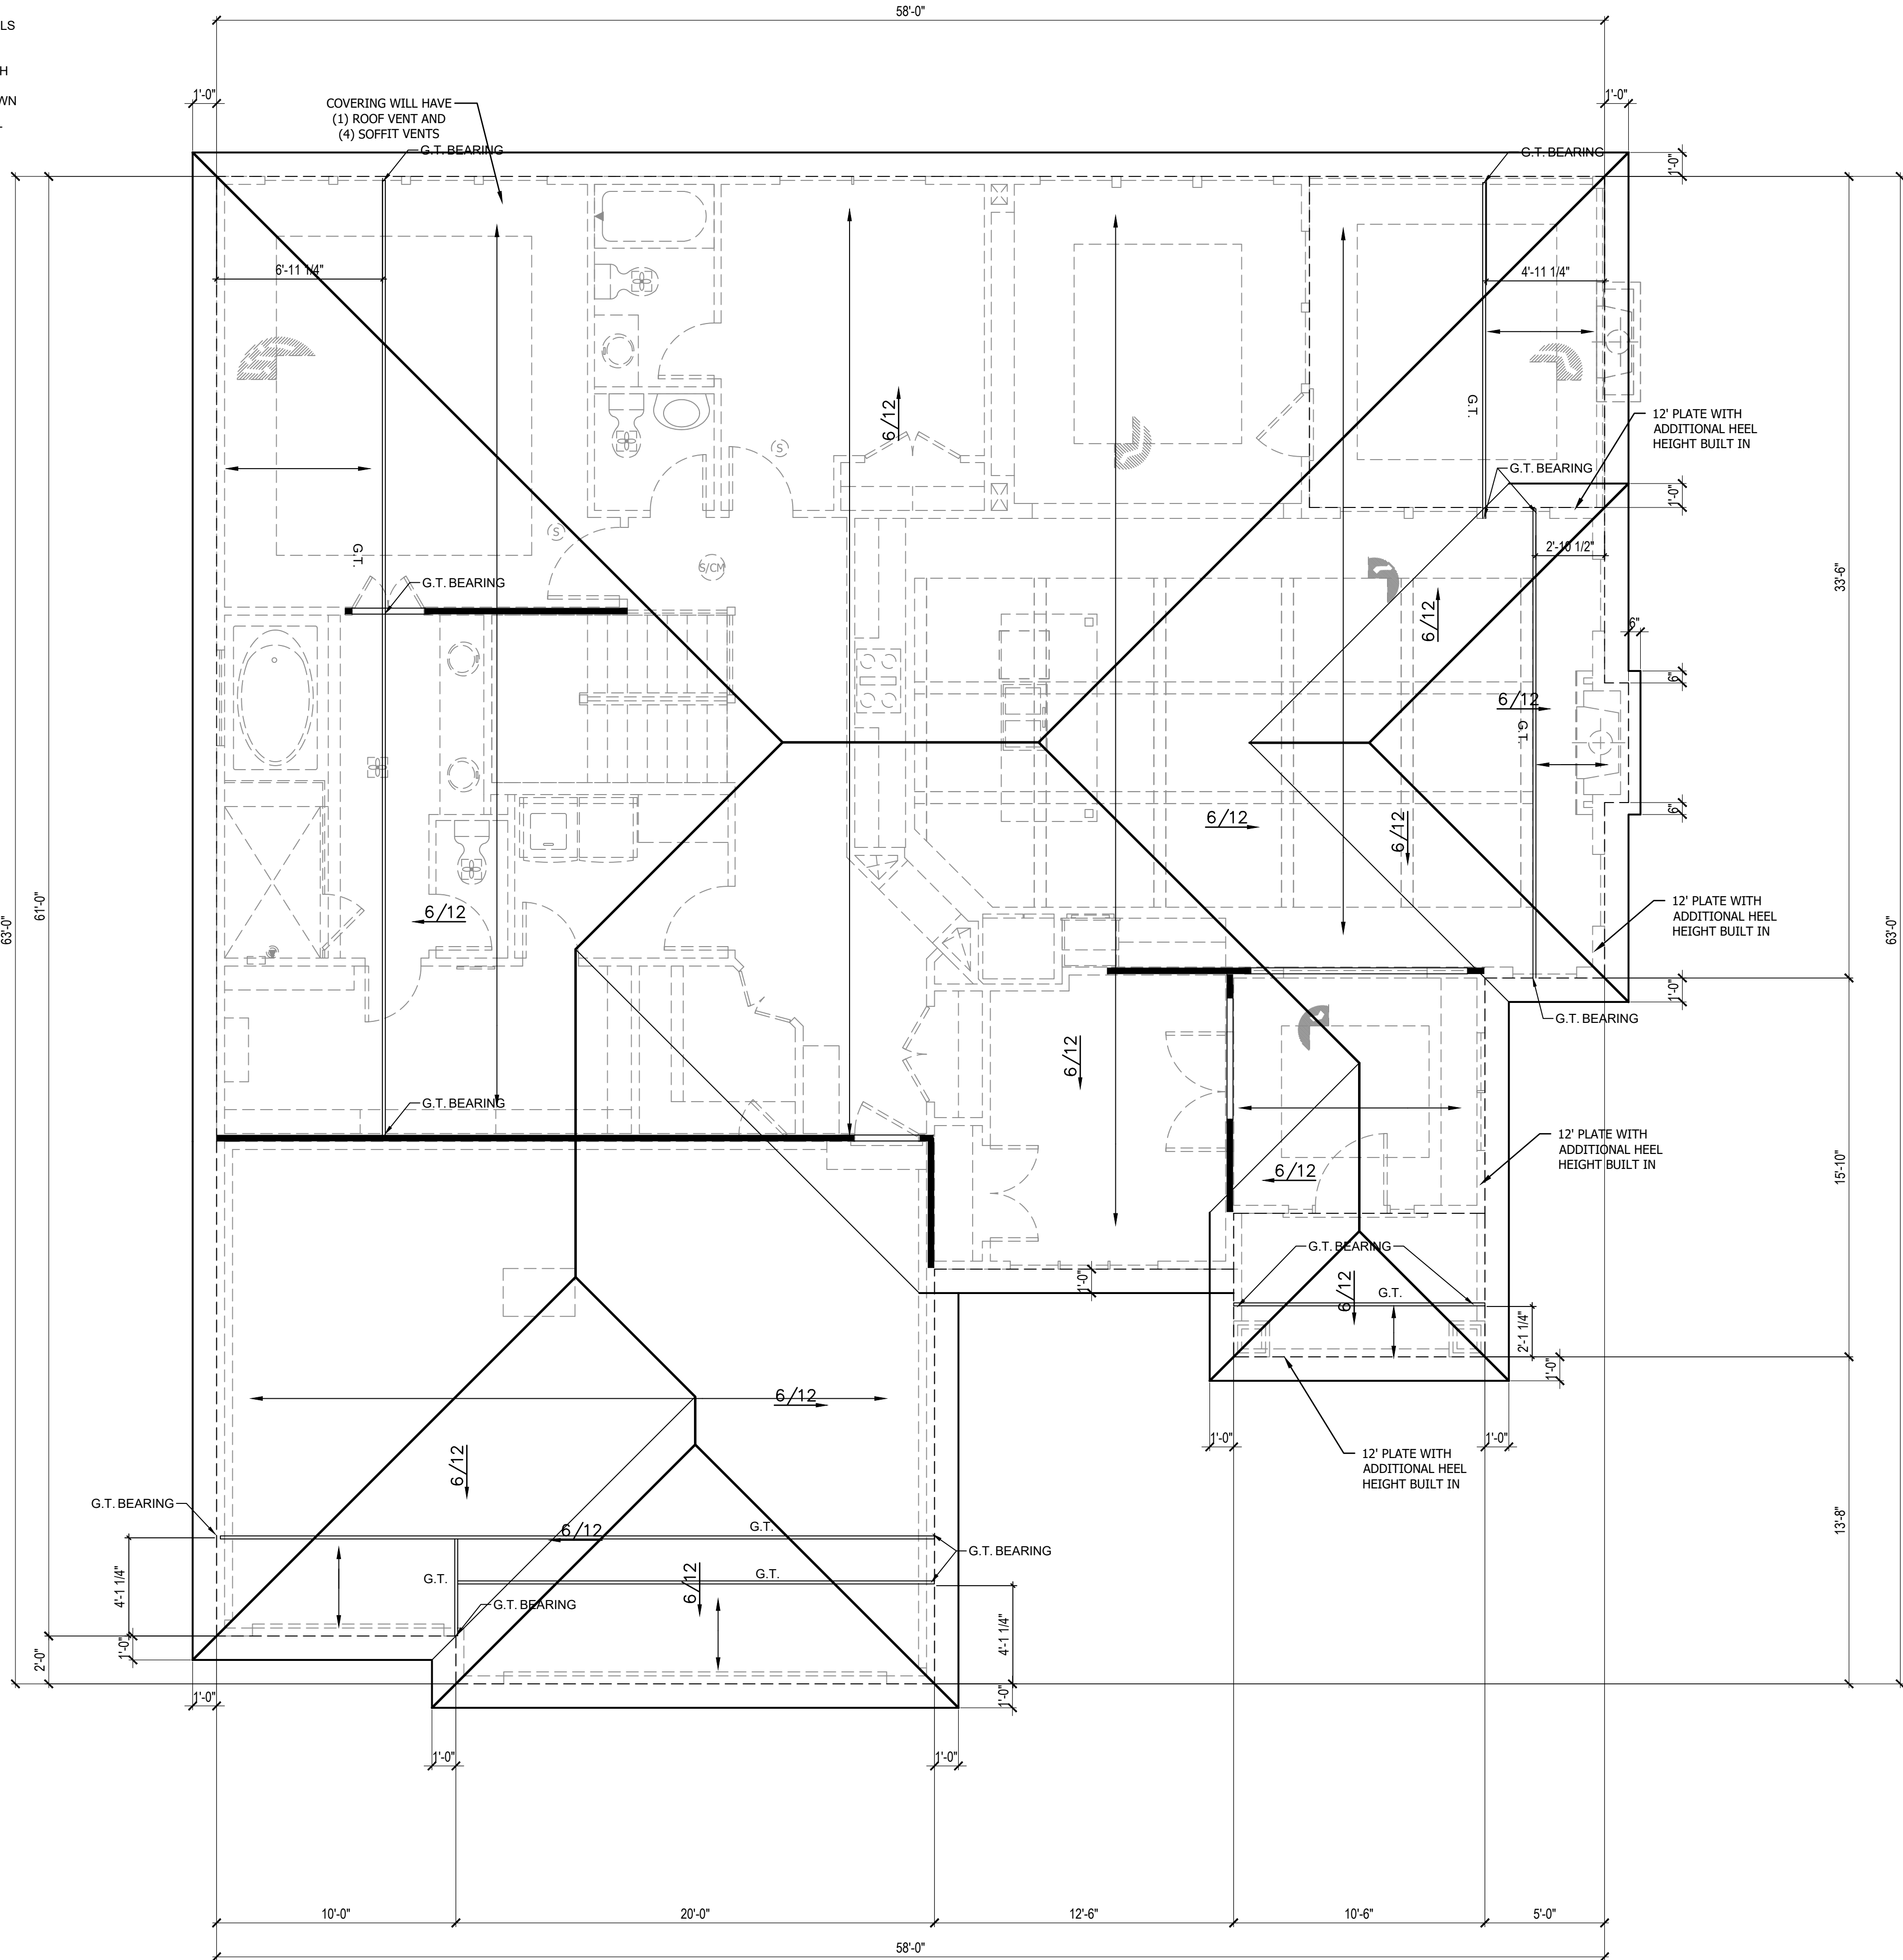 58'-0"
LS
H
WN
1'-0"
1'-0"
COVERING WILL HAVE
(1) ROOF VENT AND
(4) SOFFIT VENTS
G.T. BEARING
G.T. BEARING
1'-0"
6'-11 1/4"
4'-11 1/4"
6/12
G.T.
12' PLATE WITH
ADDITIONAL HEEL
HEIGHT BUILT IN
S
G.T. BEARING
1'-0"
S
G.T.
2'-10 1/2"
S/CM
G.T. BEARING
33'-6"
6/12
6"
6"
6/12
G.T.
6"
6/12
6/12
61'-0"
63'-0"
63'-0"
6/12
12' PLATE WITH
ADDITIONAL HEEL
HEIGHT BUILT IN
1'-0"
G.T. BEARING
6/12
G.T. BEARING
12' PLATE WITH
ADDITIONAL HEEL
HEIGHT BUILT IN
15'-10"
6/12
G.T. BEARING
1'-0"
6/12
G.T.
2'-1 1/4"
1'-0"
6/12
1'-0"
1'-0"
6/12
12' PLATE WITH
ADDITIONAL HEEL
HEIGHT BUILT IN
G.T. BEARING
6/12
G.T.
13'-8"
G.T. BEARING
4'-1 1/4"
G.T.
6/12
G.T.
G.T. BEARING
4'-1 1/4"
1'-0"
2'-0"
1'-0"
1'-0"
1'-0"
1'-0"
10'-0"
20'-0"
12'-6"
10'-6"
5'-0"
58'-0"